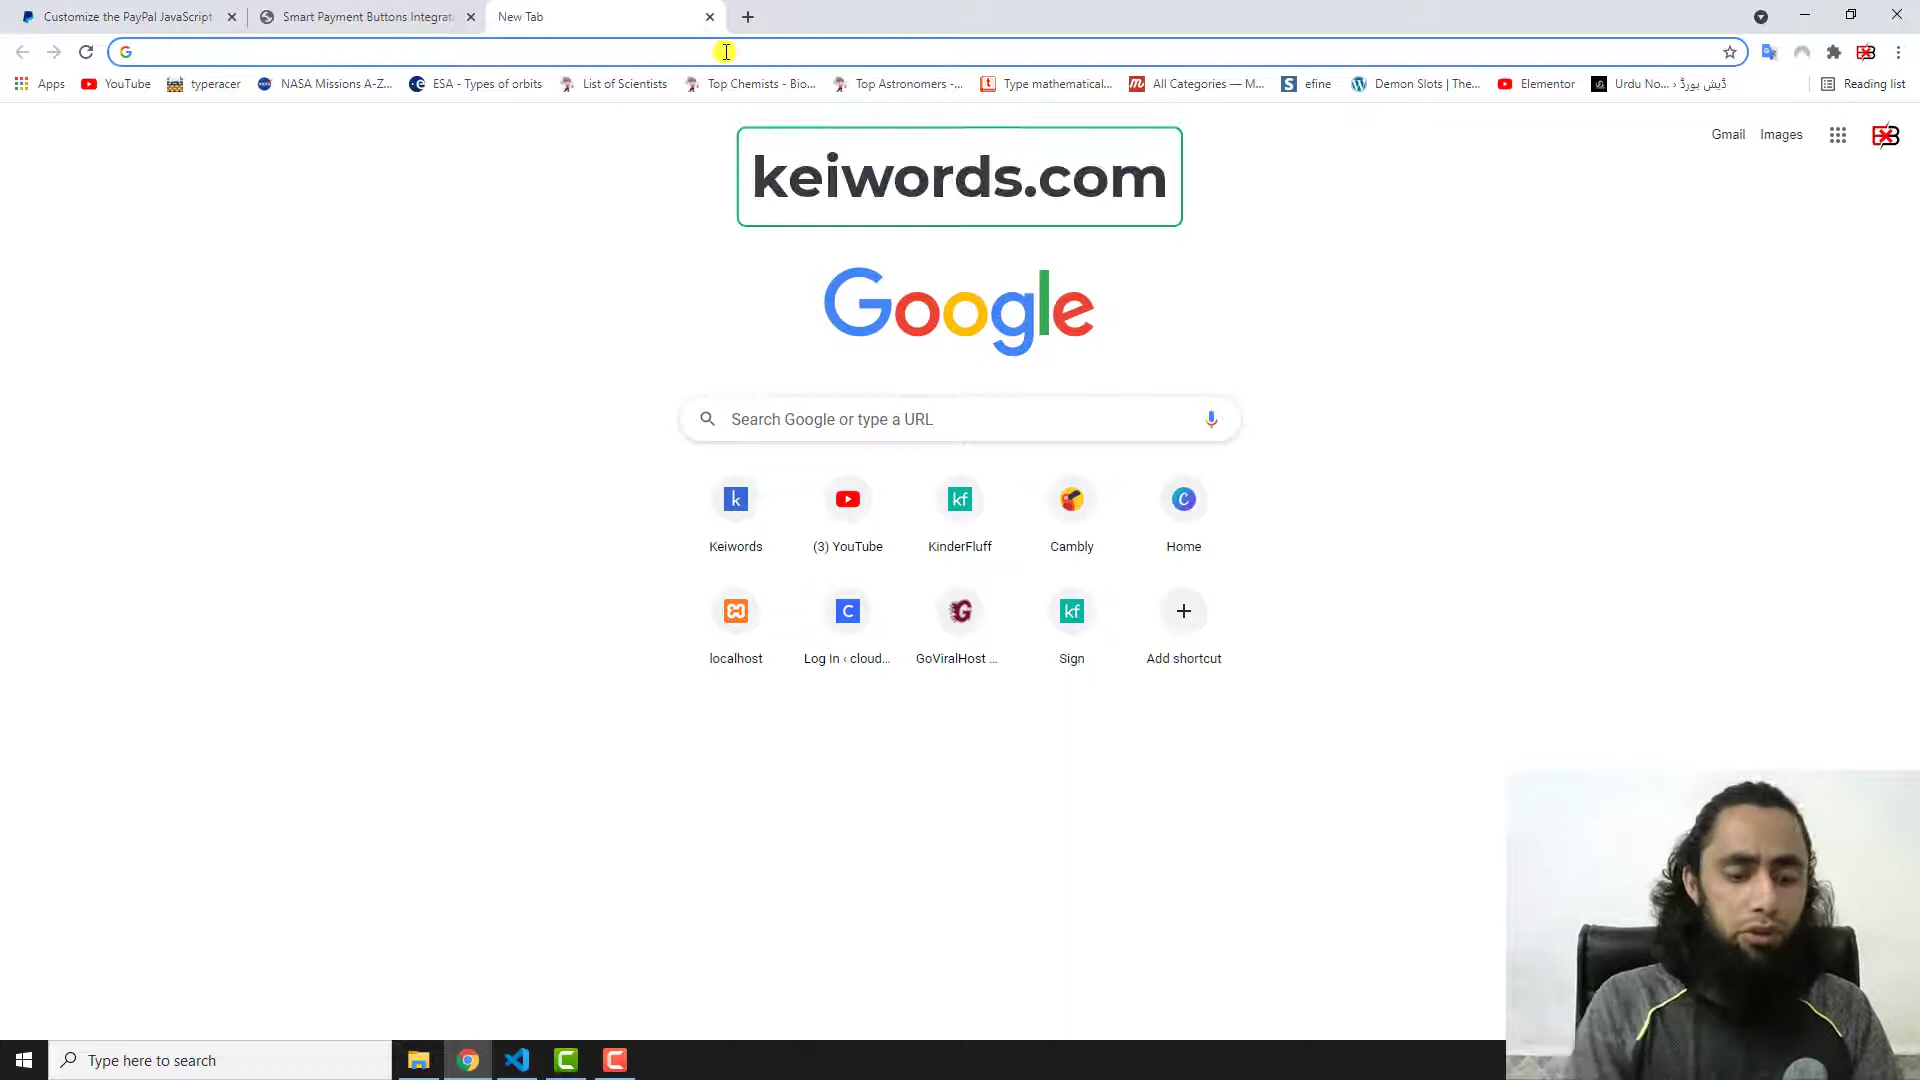 Customize the PayPal JavaScript
Smart Payment Buttons Integrat
New Tab
Apps
YouTube
typeracer
NASA Missions A-Z...
ESA - Types of orbits
List of Scientists
Top Chemists - Bio...
Top Astronomers -...
Type mathematical...
All Categories — M...
efine
Demon Slots | The...
Elementor
ڈیش بورڈ ‹ Urdu No...
Reading list
Gmail
Images
keiwords.com
Google
Search Google or type a URL
k
kf
C
Keiwords
(3) YouTube
KinderFluff
Cambly
Home
C
G
kf
localhost
Log In ‹ cloud...
GoViralHost ...
Sign
Add shortcut
Type here to search